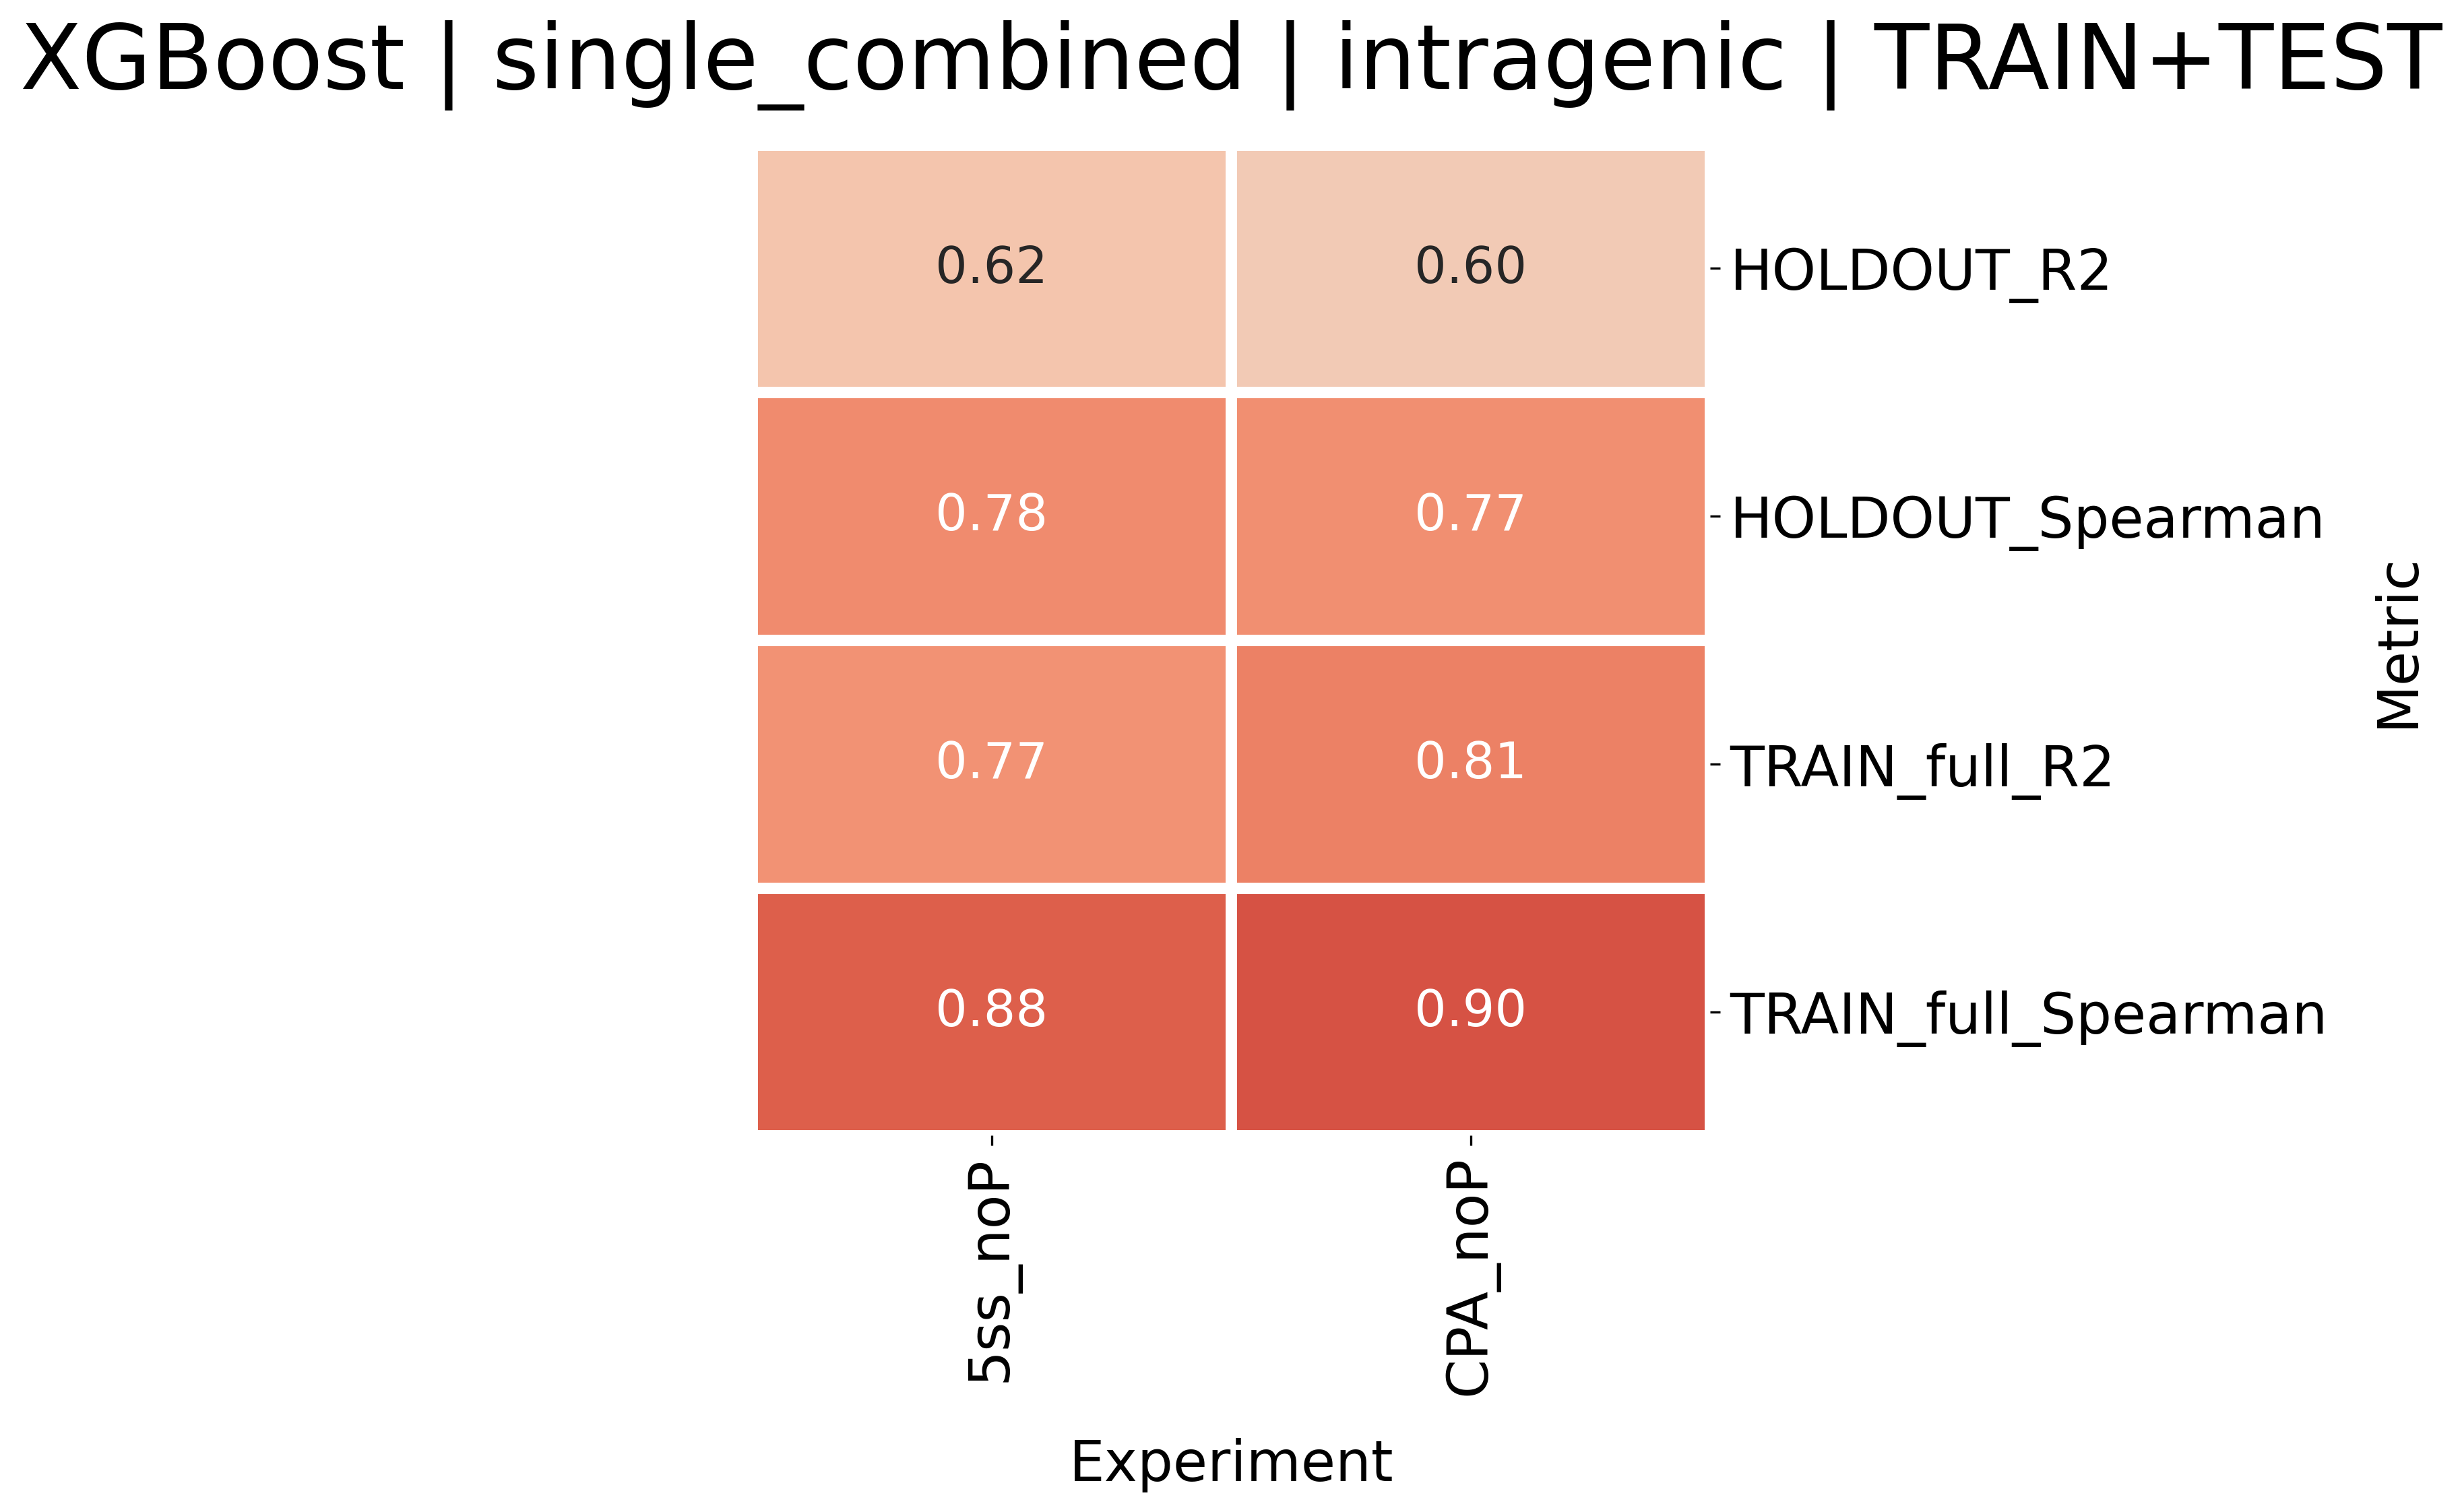 XGBoost | single_combined | intragenic | TRAIN+TEST
0.62 0.60 HOLDOUT_R2
0.78 0.77 HOLDOUT_Spearman
0.77 0.81 TRAIN_full_R2
0.88 0.90 TRAIN_full_Spearman
Metric
5ss_noP
CPA_noP
Experiment